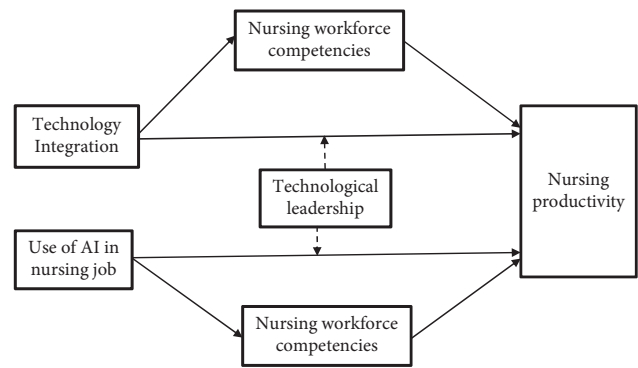 Nursing workforce
competencies
Technology
Integration
Technological
leadership
Nursing
productivity
Use of AI in
nursing job
Nursing workforce
competencies